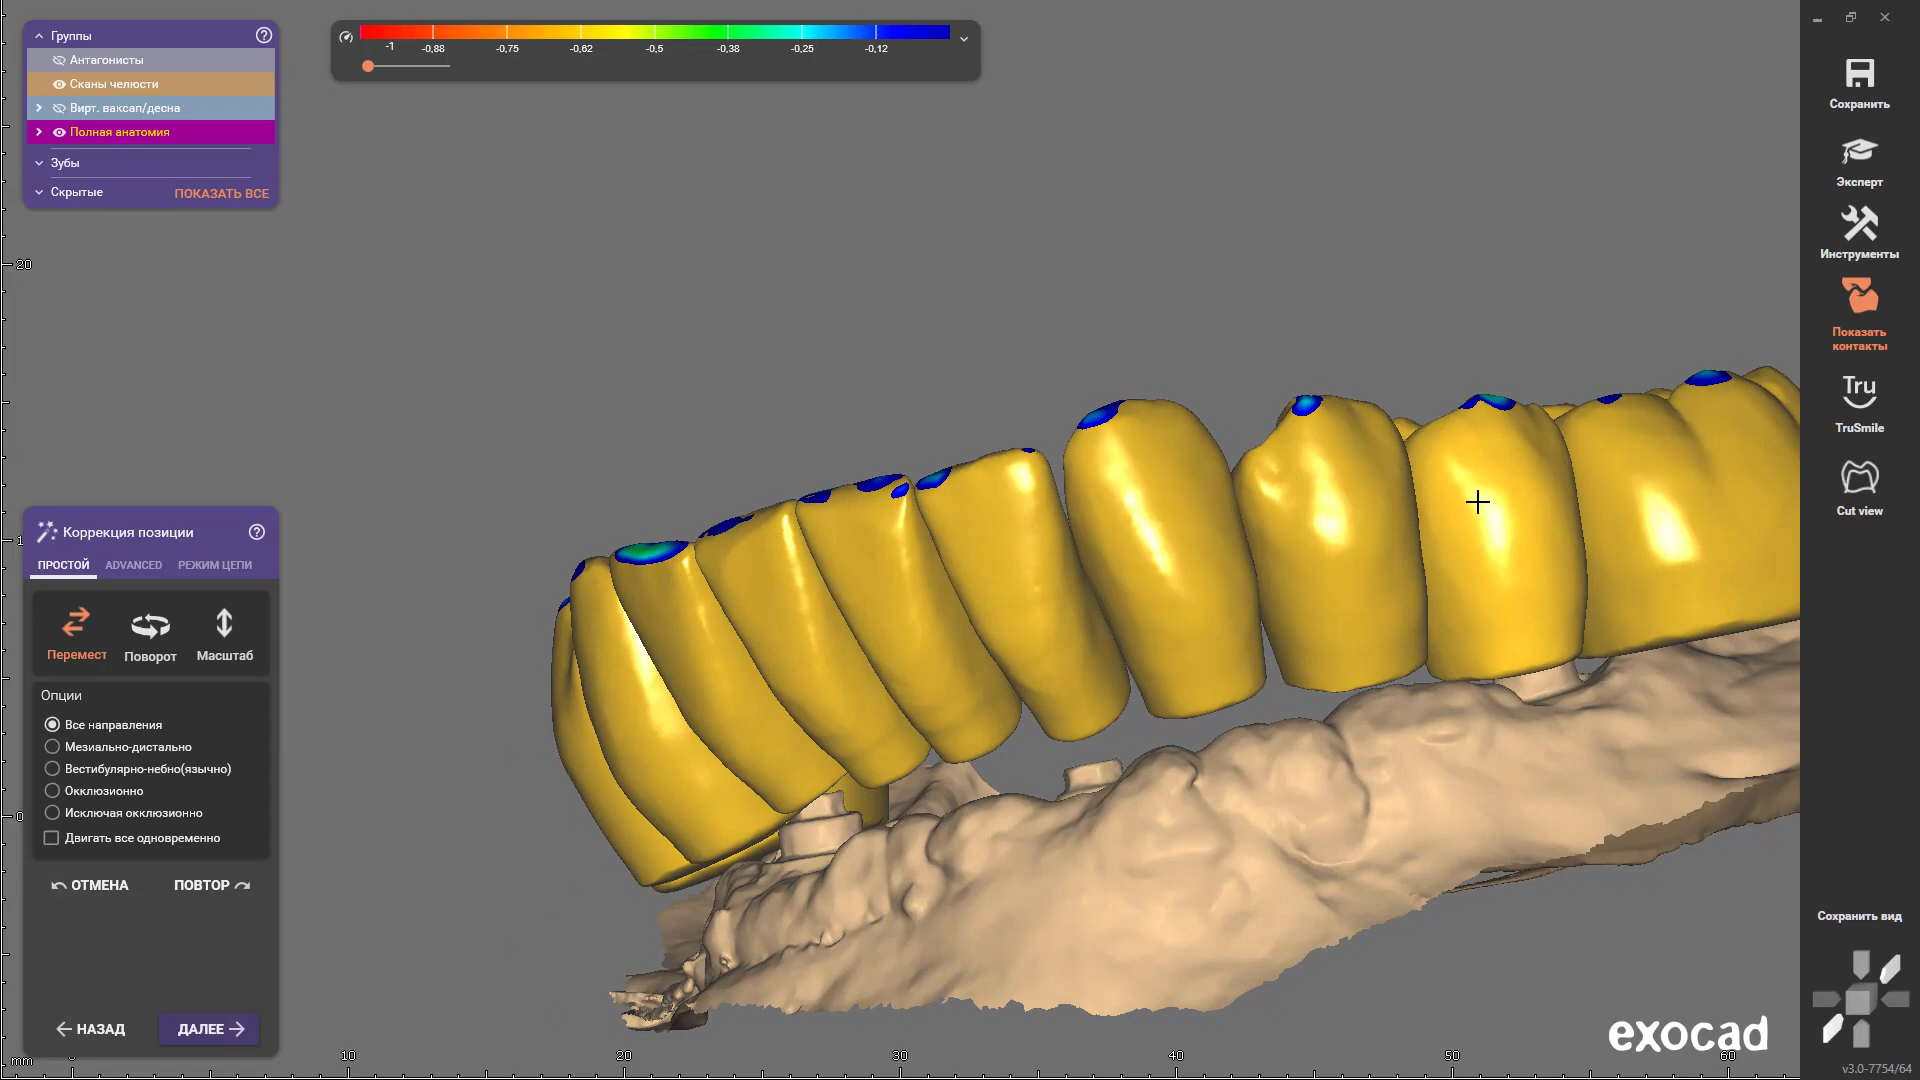 Группы
Антагонисты
Сканы челюсти
Вирт. ваксап/десна
Полная анатомия
Зубы
Скрытые ПОКАЗАТЬ ВСЕ
-1 -0,88 -0,75 -0,62 -0,5 -0,38 -0,25 -0,12
Сохранить
Эксперт
Инструменты
Показать
контакты
Tru
TruSmile
Cut view
20
Коррекция позиции
ПРОСТОЙ ADVANCED РЕЖИМ ЦЕПИ
Перемест Поворот Масштаб
Опции
Все направления
Мезиально-дистально
Вестибулярно-небно(язычно)
Окклюзионно
Исключая окклюзионно
Двигать все одновременно
ОТМЕНА ПОВТОР
НАЗАД ДАЛЕЕ
0
Сохранить вид
exocad
mm 10 20 30 40 50 60
v3.0-7754/64